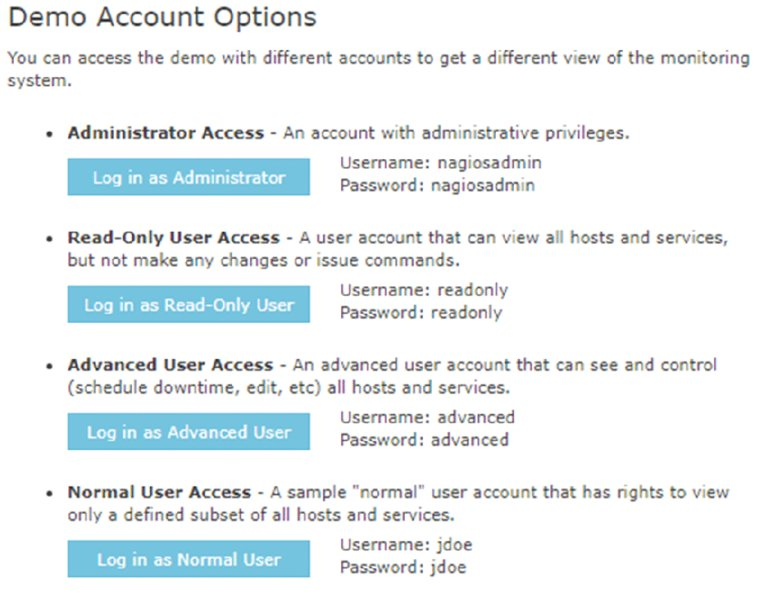 Demo Account Options
You can access the demo with different accounts to get a different view of the monitoring
system.
• Administrator Access - An account with administrative privileges.
Log in as Administrator
Username: nagiosadmin
Password: nagiosadmin
• Read-Only User Access - A user account that can view all hosts and services,
but not make any changes or issue commands.
Log in as Read-Only User
Username: readonly
Password: readonly
• Advanced User Access - An advanced user account that can see and control
(schedule downtime, edit, etc) all hosts and services.
Log in as Advanced User
Username: advanced
Password: advanced
• Normal User Access - A sample "normal" user account that has rights to view
only a defined subset of all hosts and services.
Log in as Normal User
Username: jdoe
Password: jdoe